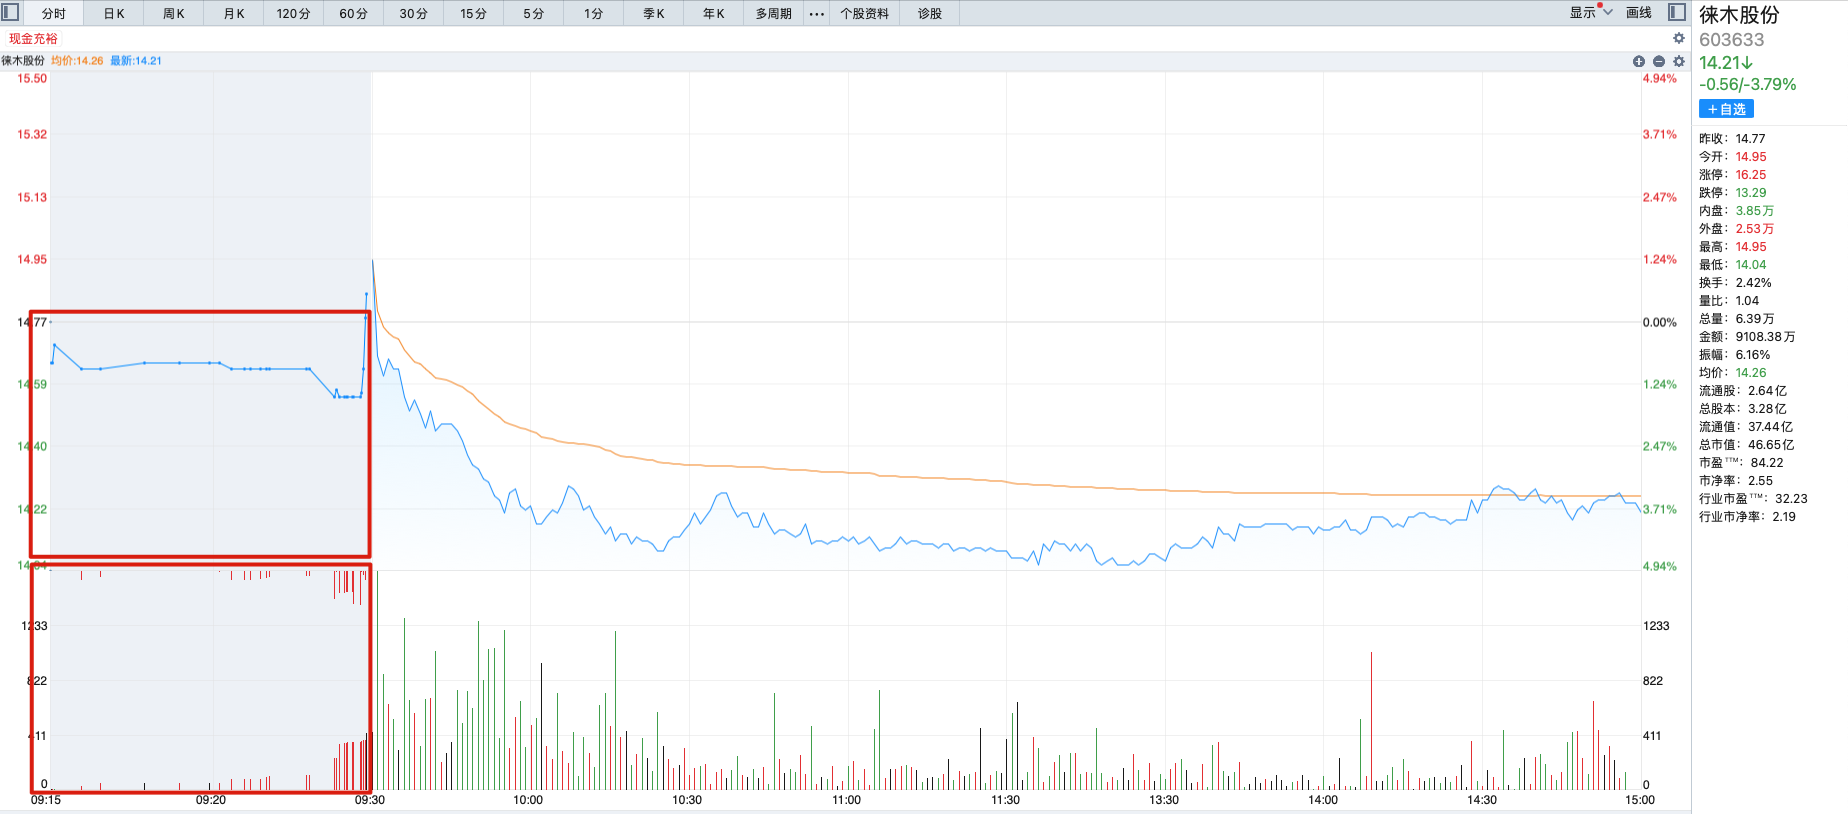 分时 日K 周K 月K 120分 60分 30分 15分 5分 1分 季K 年K 多周期 ••• 个股资料 诊股 显示 画线
现金充裕
徕木股份 均价:14.26 最新:14.21
15.50 4.94%
15.32 3.71%
15.13 2.47%
14.95 1.24%
14.77 0.00%
14.59 1.24%
14.40 2.47%
14.22 3.71%
14.04 4.94%
1233 1233
822 822
411 411
0 0
09:15 09:20 09:30 10:00 10:30 11:00 11:30 13:30 14:00 14:30 15:00
徕木股份
603633
14.21↓
-0.56/-3.79%
+自选
昨收: 14.77
今开: 14.95
涨停: 16.25
跌停: 13.29
内盘: 3.85万
外盘: 2.53万
最高: 14.95
最低: 14.04
换手: 2.42%
量比: 1.04
总量: 6.39万
金额: 9108.38万
振幅: 6.16%
均价: 14.26
流通股: 2.64亿
总股本: 3.28亿
流通值: 37.44亿
总市值: 46.65亿
市盈TTM: 84.22
市净率: 2.55
行业市盈TTM: 32.23
行业市净率: 2.19